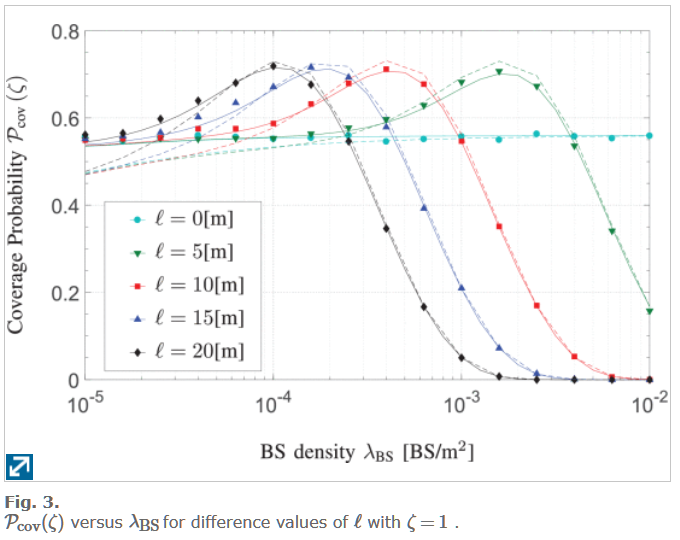 0.8
0.6
0.4
0.2
0
Coverage Probability 𝒫cov (ζ)
ℓ = 0[m]
ℓ = 5[m]
ℓ = 10[m]
ℓ = 15[m]
ℓ = 20[m]
10-5 10-4 10-3 10-2
BS density λBS [BS/m2]
Fig. 3.
𝒫cov(ζ) versus λBS for difference values of ℓ with ζ = 1 .